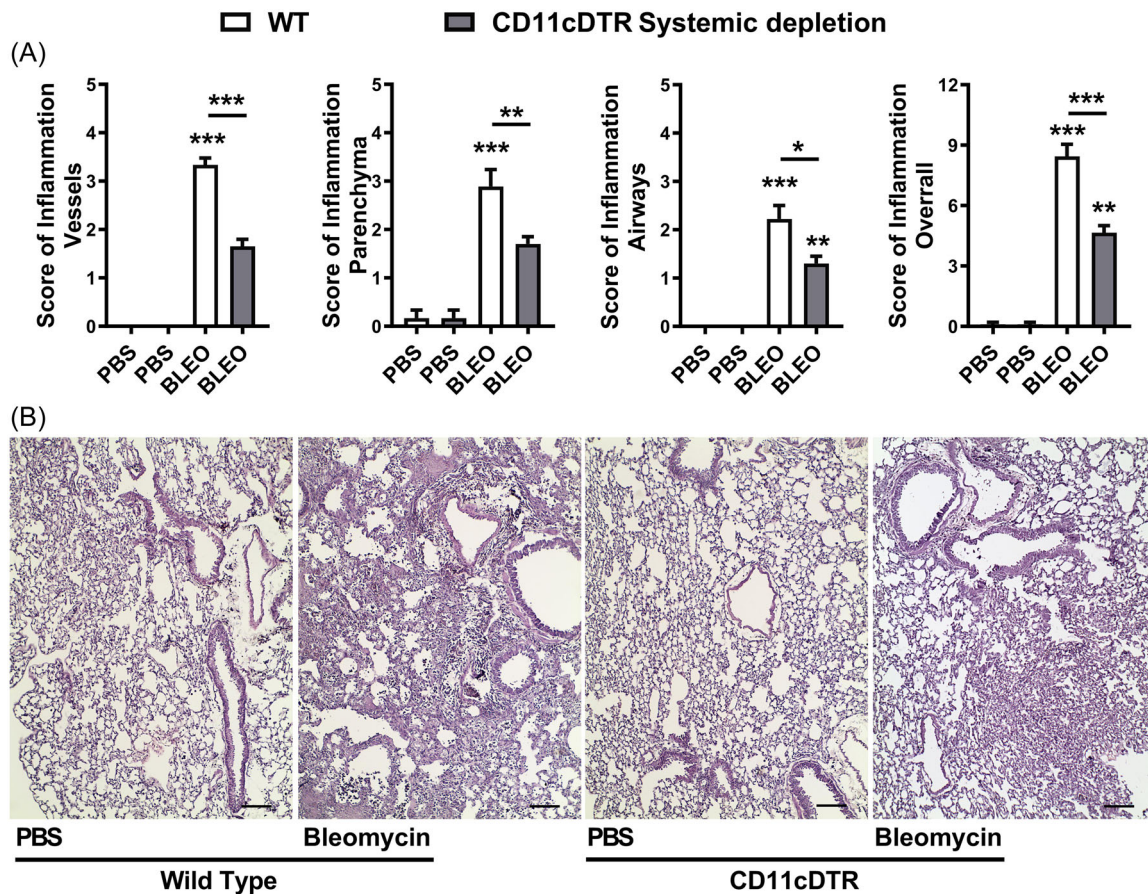 WT CD11cDTR Systemic depletion
(A)
Score of Inflammation
Vessels
5
4
3
2
1
0
***
***
PBS
PBS
BLEO
BLEO
Score of Inflammation
Parenchyma
5
4
3
2
1
0
**
***
PBS
PBS
BLEO
BLEO
Score of Inflammation
Airways
5
4
3
2
1
0
*
***
**
PBS
PBS
BLEO
BLEO
Score of Inflammation
Overrall
12
9
6
3
0
***
***
**
PBS
PBS
BLEO
BLEO
(B)
PBS Bleomycin PBS Bleomycin
Wild Type CD11cDTR